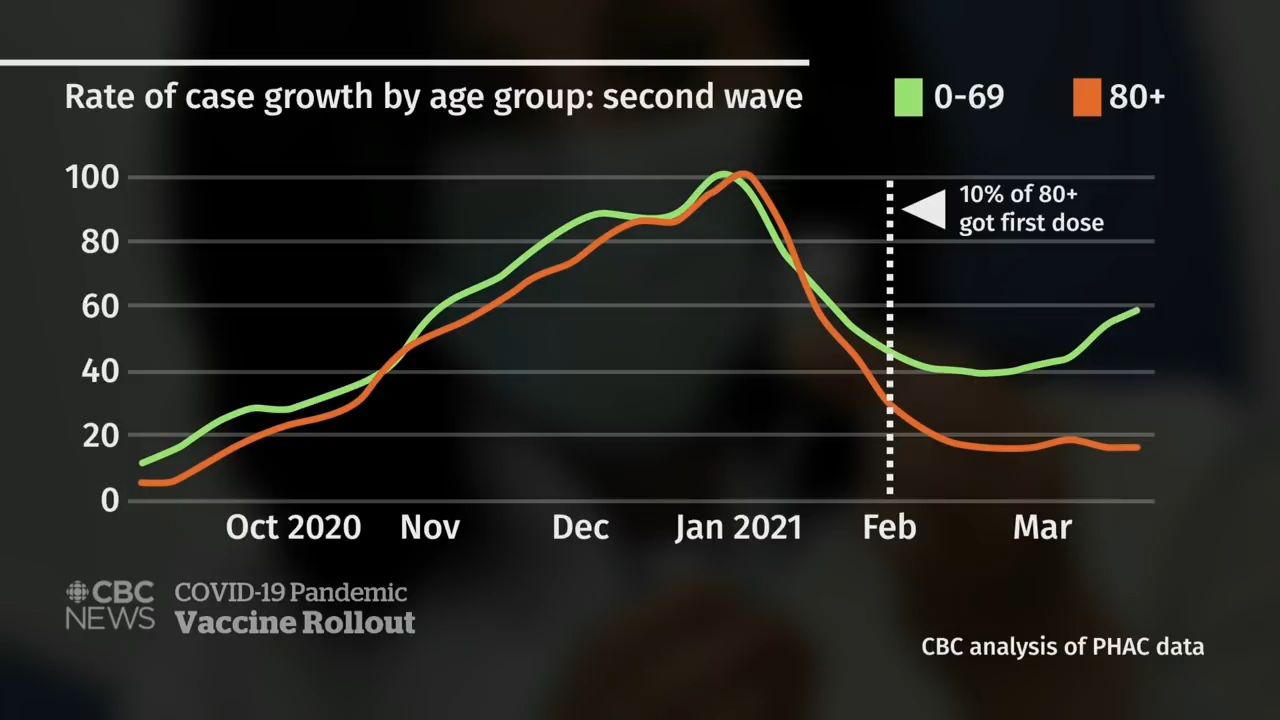 Rate of case growth by age group: second wave
0-69
80+
100
80
60
40
20
0
10% of 80+
got first dose
Oct 2020
Nov
Dec
Jan 2021
Feb
Mar
CBC
NEWS
COVID-19 Pandemic
Vaccine Rollout
CBC analysis of PHAC data